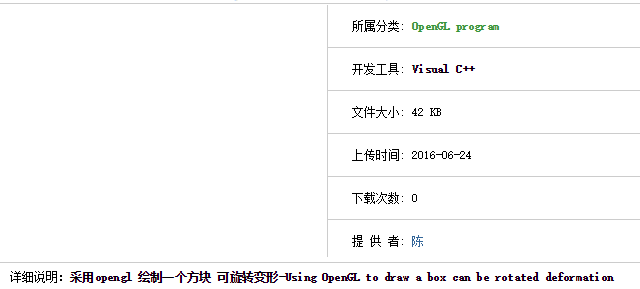 所属分类: OpenGL program
开发工具: Visual C++
文件大小: 42 KB
上传时间: 2016-06-24
下载次数: 0
提 供 者: 陈
详细说明: 采用opengl 绘制一个方块 可旋转变形-Using OpenGL to draw a box can be rotated deformation